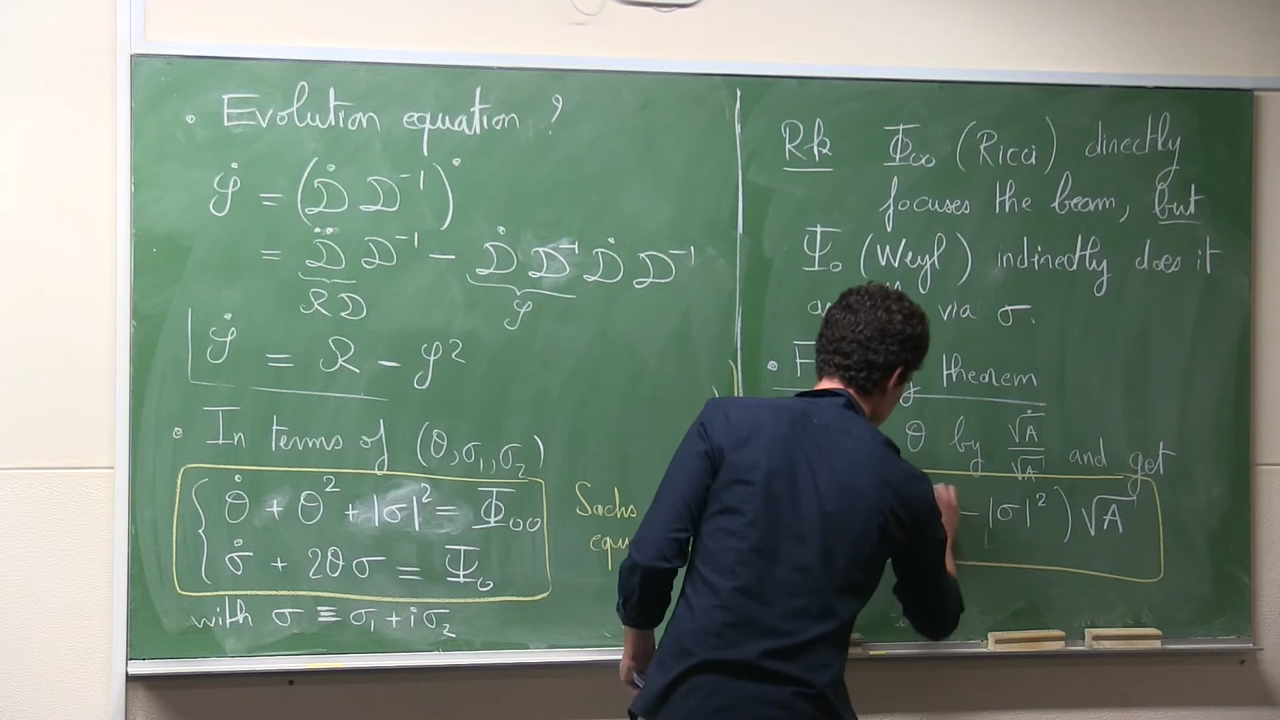 • Evolution equation ?
𝒮̇ = (𝒟̇ 𝒟⁻¹)˙
= 𝒟̈ 𝒟⁻¹ − 𝒟̇ 𝒟⁻¹ 𝒟̇ 𝒟⁻¹
ℛ𝒟 𝒮
𝒮̇ = ℛ − 𝒮²
• In terms of (θ, σ₁, σ₂)
θ̇ + θ² + |σ|² = Φ₀₀
σ̇ + 2θσ = Ψ₀
with σ ≡ σ₁ + iσ₂
Sachs
Rk Φ₀₀ (Ricci) directly
focuses the beam, but
Ψ₀ (Weyl) indirectly does it
via σ.
• theorem
θ by √A˙/√A and get
− |σ|²) √A